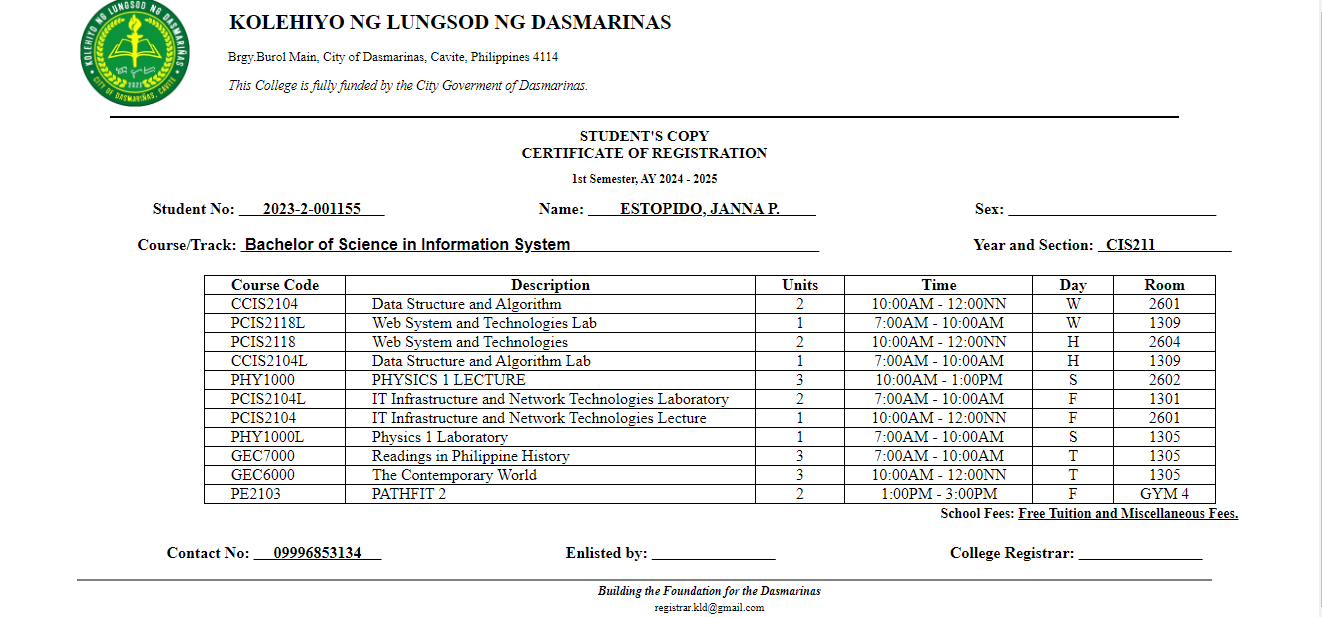 KOLEHIYO NG LUNGSOD NG DASMARIÑAS
CITY OF DASMARIÑAS, CAVITE
2021
KOLEHIYO NG LUNGSOD NG DASMARINAS
Brgy.Burol Main, City of Dasmarinas, Cavite, Philippines 4114
This College is fully funded by the City Goverment of Dasmarinas.
STUDENT'S COPY
CERTIFICATE OF REGISTRATION
1st Semester, AY 2024 - 2025
Student No: 2023-2-001155 Name: ESTOPIDO, JANNA P. Sex:
Course/Track: Bachelor of Science in Information System Year and Section: CIS211
Course Code Description Units Time Day Room
CCIS2104 Data Structure and Algorithm 2 10:00AM - 12:00NN W 2601
PCIS2118L Web System and Technologies Lab 1 7:00AM - 10:00AM W 1309
PCIS2118 Web System and Technologies 2 10:00AM - 12:00NN H 2604
CCIS2104L Data Structure and Algorithm Lab 1 7:00AM - 10:00AM H 1309
PHY1000 PHYSICS 1 LECTURE 3 10:00AM - 1:00PM S 2602
PCIS2104L IT Infrastructure and Network Technologies Laboratory 2 7:00AM - 10:00AM F 1301
PCIS2104 IT Infrastructure and Network Technologies Lecture 1 10:00AM - 12:00NN F 2601
PHY1000L Physics 1 Laboratory 1 7:00AM - 10:00AM S 1305
GEC7000 Readings in Philippine History 3 7:00AM - 10:00AM T 1305
GEC6000 The Contemporary World 3 10:00AM - 12:00NN T 1305
PE2103 PATHFIT 2 2 1:00PM - 3:00PM F GYM 4
School Fees: Free Tuition and Miscellaneous Fees.
Contact No: 09996853134 Enlisted by: College Registrar:
Building the Foundation for the Dasmarinas
registrar.kld@gmail.com